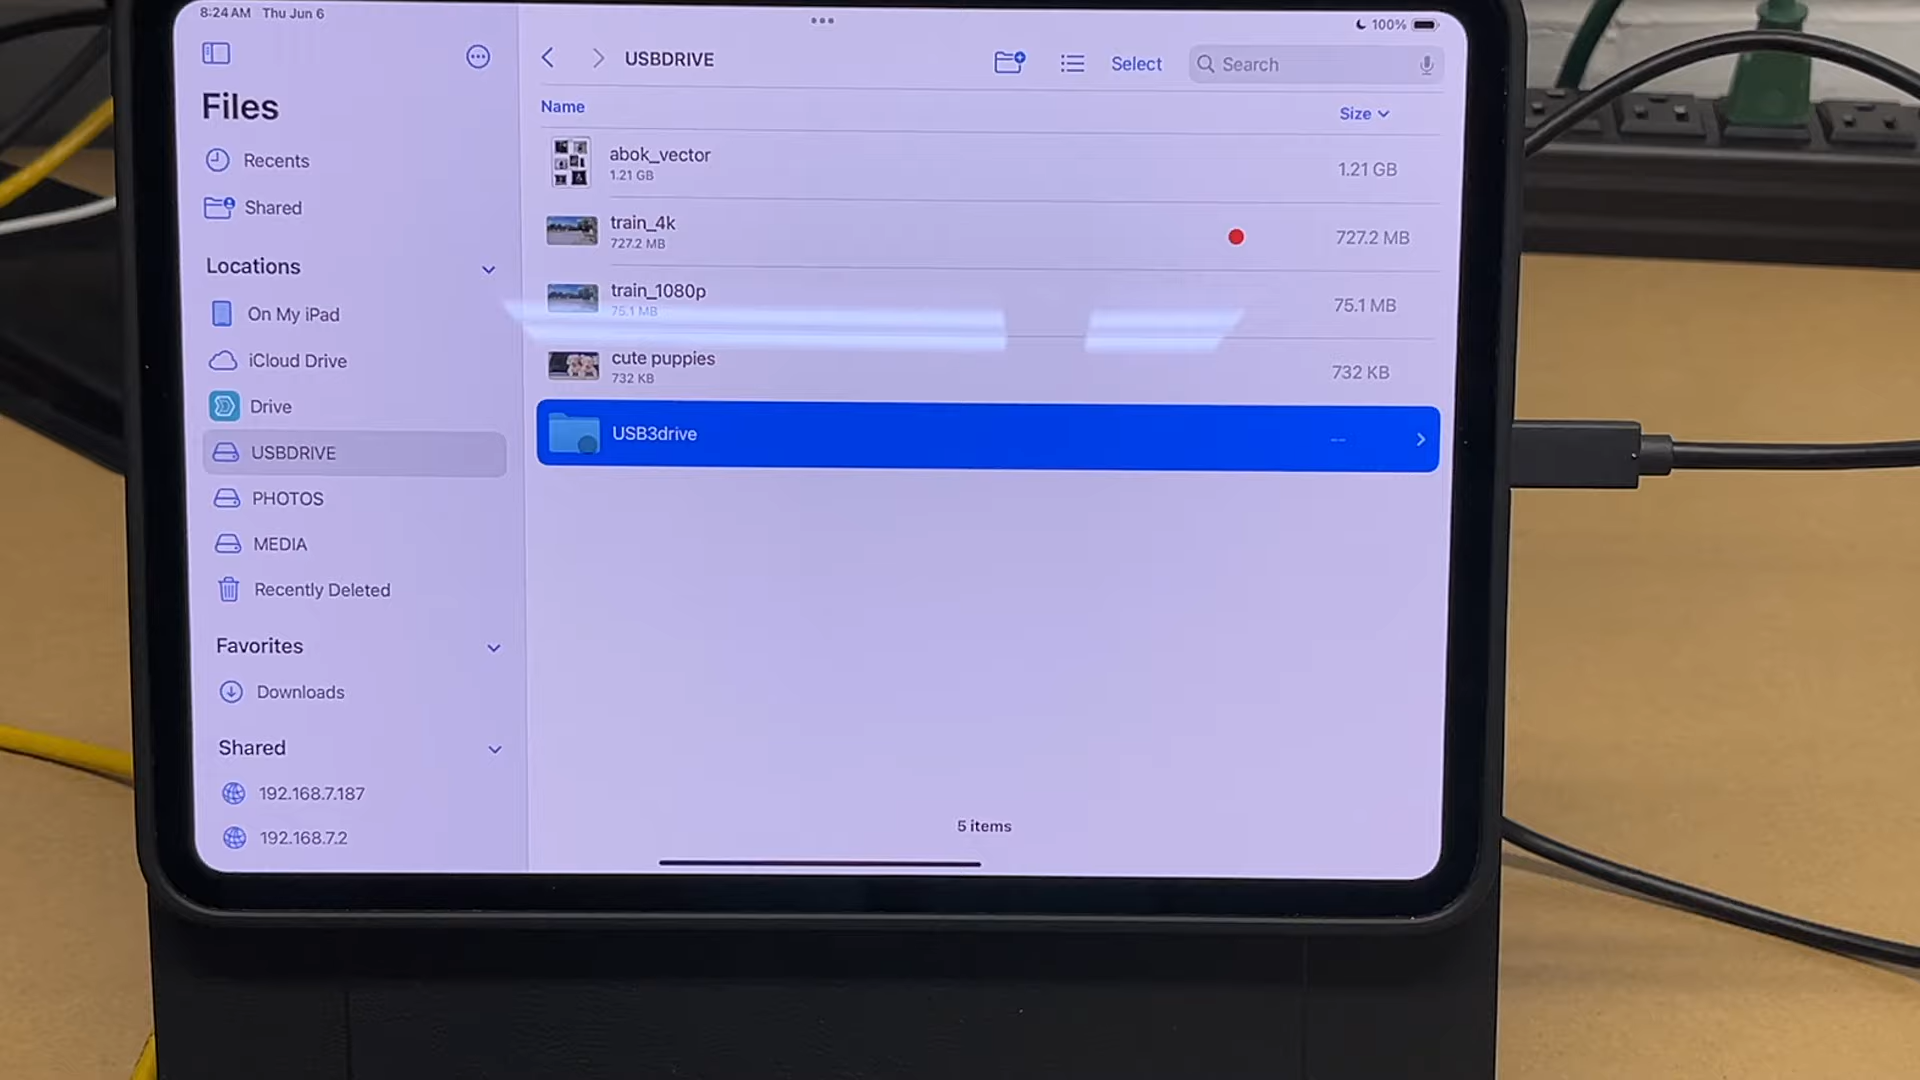 8:24 AM Thu Jun 6
100%
Files
Recents
Shared
Locations
On My iPad
iCloud Drive
Drive
USBDRIVE
PHOTOS
MEDIA
Recently Deleted
Favorites
Downloads
Shared
192.168.7.187
192.168.7.2
USBDRIVE
Select
Search
Name
Size
abok_vector
1.21 GB
1.21 GB
train_4k
727.2 MB
727.2 MB
train_1080p
75.1 MB
75.1 MB
cute puppies
732 KB
732 KB
USB3drive
--
5 items